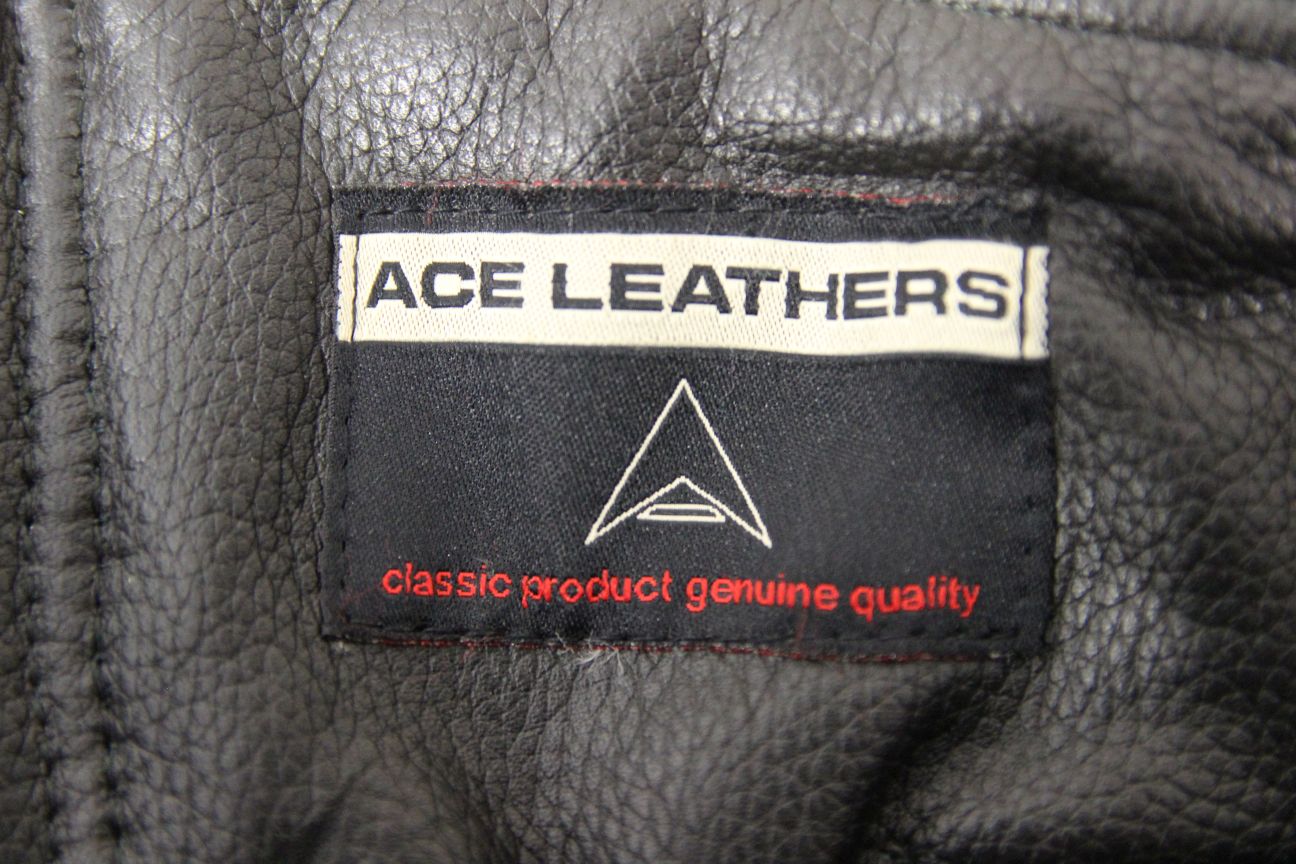 ACE LEATHERS
classic product genuine quality